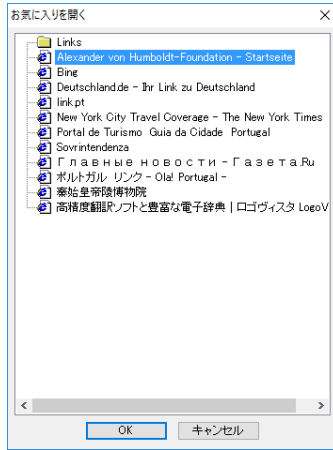 お気に入りを開く
Links
Alexander von Humboldt-Foundation - Startseite
Bing
Deutschland.de - Ihr Link zu Deutschland
link.pt
New York City Travel Coverage - The New York Times
Portal de Turismo Guia da Cidade Portugal
Sovrintendenza
Главные новости - Газета.Ru
ポルトガル リンク - Ola! Portugal -
秦始皇帝陵博物院
高精度翻訳ソフトと豊富な電子辞典 | ロゴヴィスタ LogoV
OK
キャンセル